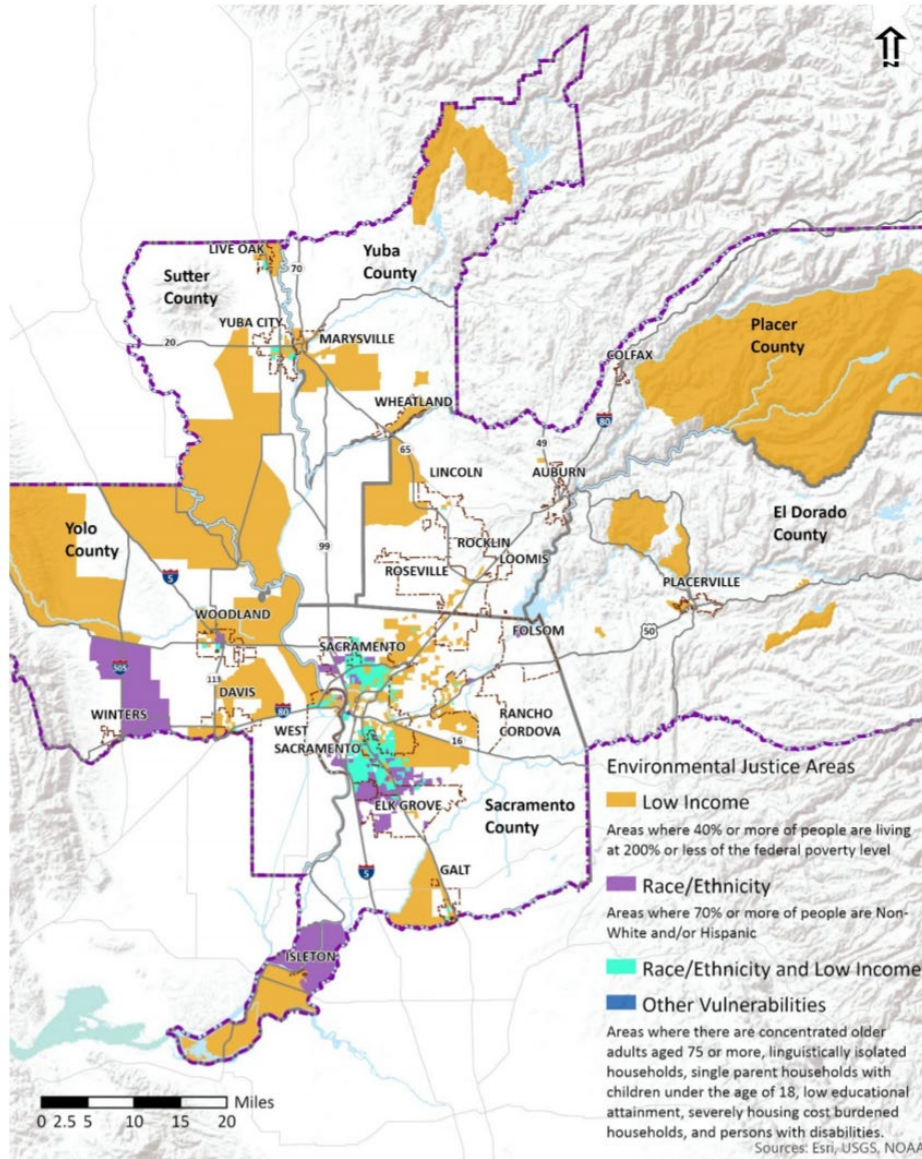 N
LIVE OAK
70
Yuba
County
Sutter
County
YUBA CITY
20
MARYSVILLE
Placer
County
COLFAX
80
WHEATLAND
65
49
LINCOLN
AUBURN
El Dorado
County
Yolo
County
99
ROCKLIN
LOOMIS
ROSEVILLE
5
PLACERVILLE
WOODLAND
FOLSOM
50
SACRAMENTO
505
113
DAVIS
80
WINTERS
WEST
SACRAMENTO
RANCHO
CORDOVA
16
ELK GROVE
Sacramento
County
5
GALT
ISLETON
Environmental Justice Areas
Low Income
Areas where 40% or more of people are living
at 200% or less of the federal poverty level
Race/Ethnicity
Areas where 70% or more of people are Non-
White and/or Hispanic
Race/Ethnicity and Low Income
Other Vulnerabilities
Areas where there are concentrated older
adults aged 75 or more, linguistically isolated
households, single parent households with
children under the age of 18, low educational
attainment, severely housing cost burdened
households, and persons with disabilities.
Miles
0 2.5 5 10 15 20
Sources: Esri, USGS, NOAA